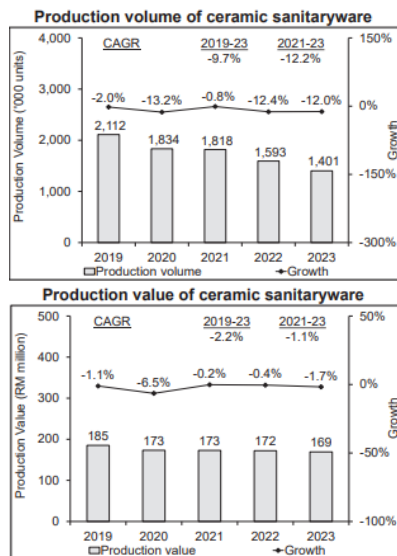 Production volume of ceramic sanitaryware
CAGR 2019-23 2021-23
-9.7% -12.2%
Production Volume ('000 units)
4,000
3,000
2,000
1,000
0
150%
0%
-150%
-300%
Growth
-2.0% -13.2% -0.8% -12.4% -12.0%
2,112 1,834 1,818 1,593 1,401
2019 2020 2021 2022 2023
Production volume Growth
Production value of ceramic sanitaryware
CAGR 2019-23 2021-23
-2.2% -1.1%
Production Value (RM million)
500
400
300
200
100
0
50%
0%
-50%
-100%
Growth
-1.1% -6.5% -0.2% -0.4% -1.7%
185 173 173 172 169
2019 2020 2021 2022 2023
Production value Growth